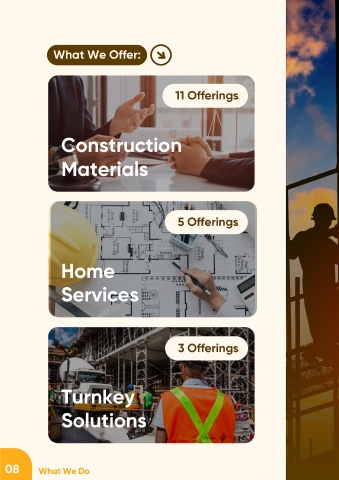 What We Offer:
11 Offerings
Construction
Materials
5 Offerings
Home
Services
3 Offerings
Turnkey
Solutions
08
What We Do